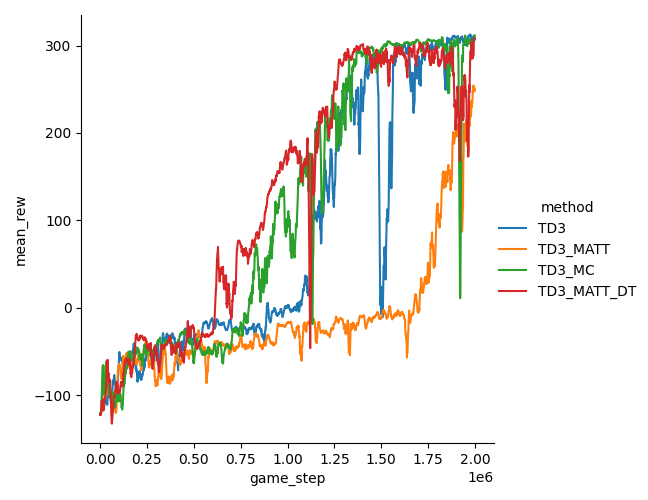 300
200
100
0
−100
mean_rew
0.00 0.25 0.50 0.75 1.00 1.25 1.50 1.75 2.00
1e6
game_step
method
TD3
TD3_MATT
TD3_MC
TD3_MATT_DT